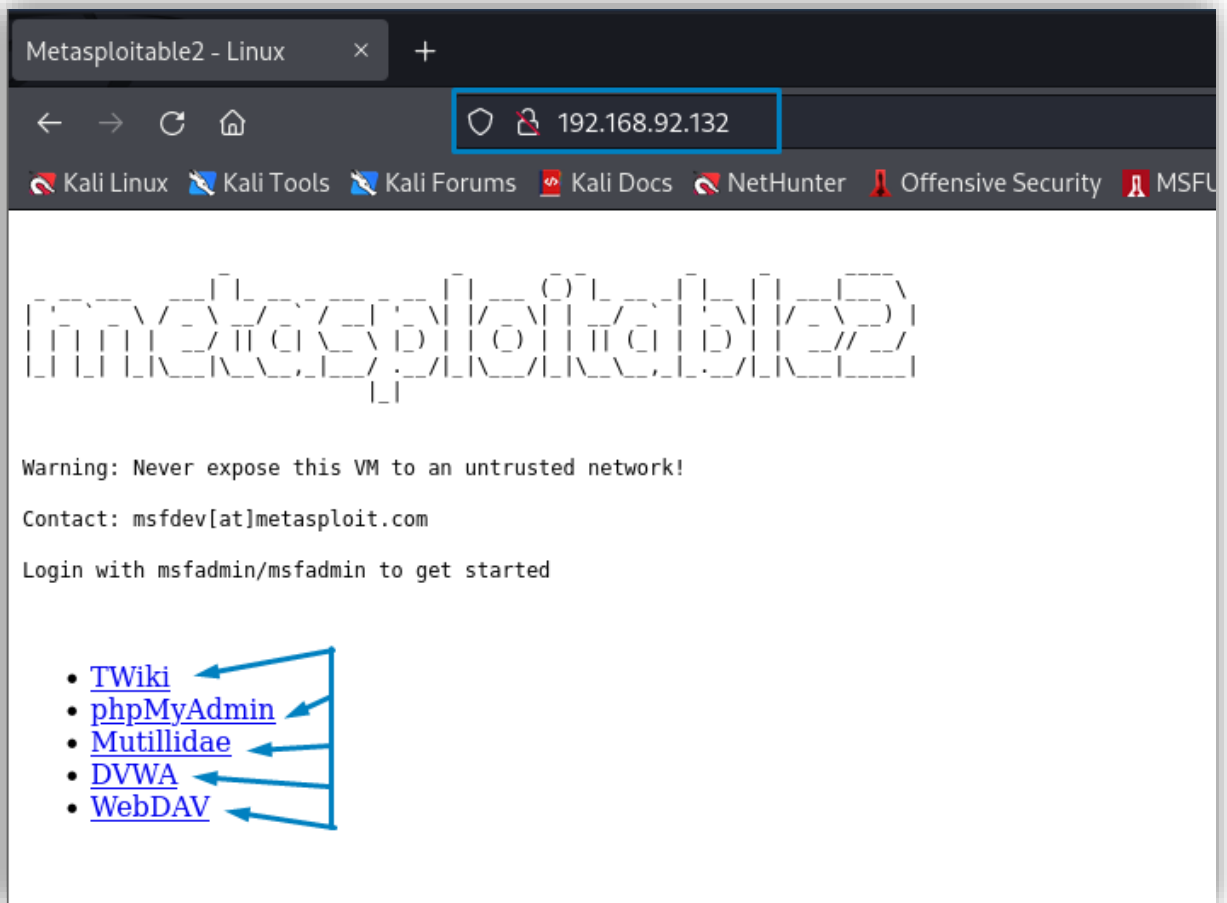 Metasploitable2 - Linux
192.168.92.132
Kali Linux Kali Tools Kali Forums Kali Docs NetHunter Offensive Security MSFU
metasploitable2
Warning: Never expose this VM to an untrusted network!
Contact: msfdev[at]metasploit.com
Login with msfadmin/msfadmin to get started
TWiki
phpMyAdmin
Mutillidae
DVWA
WebDAV